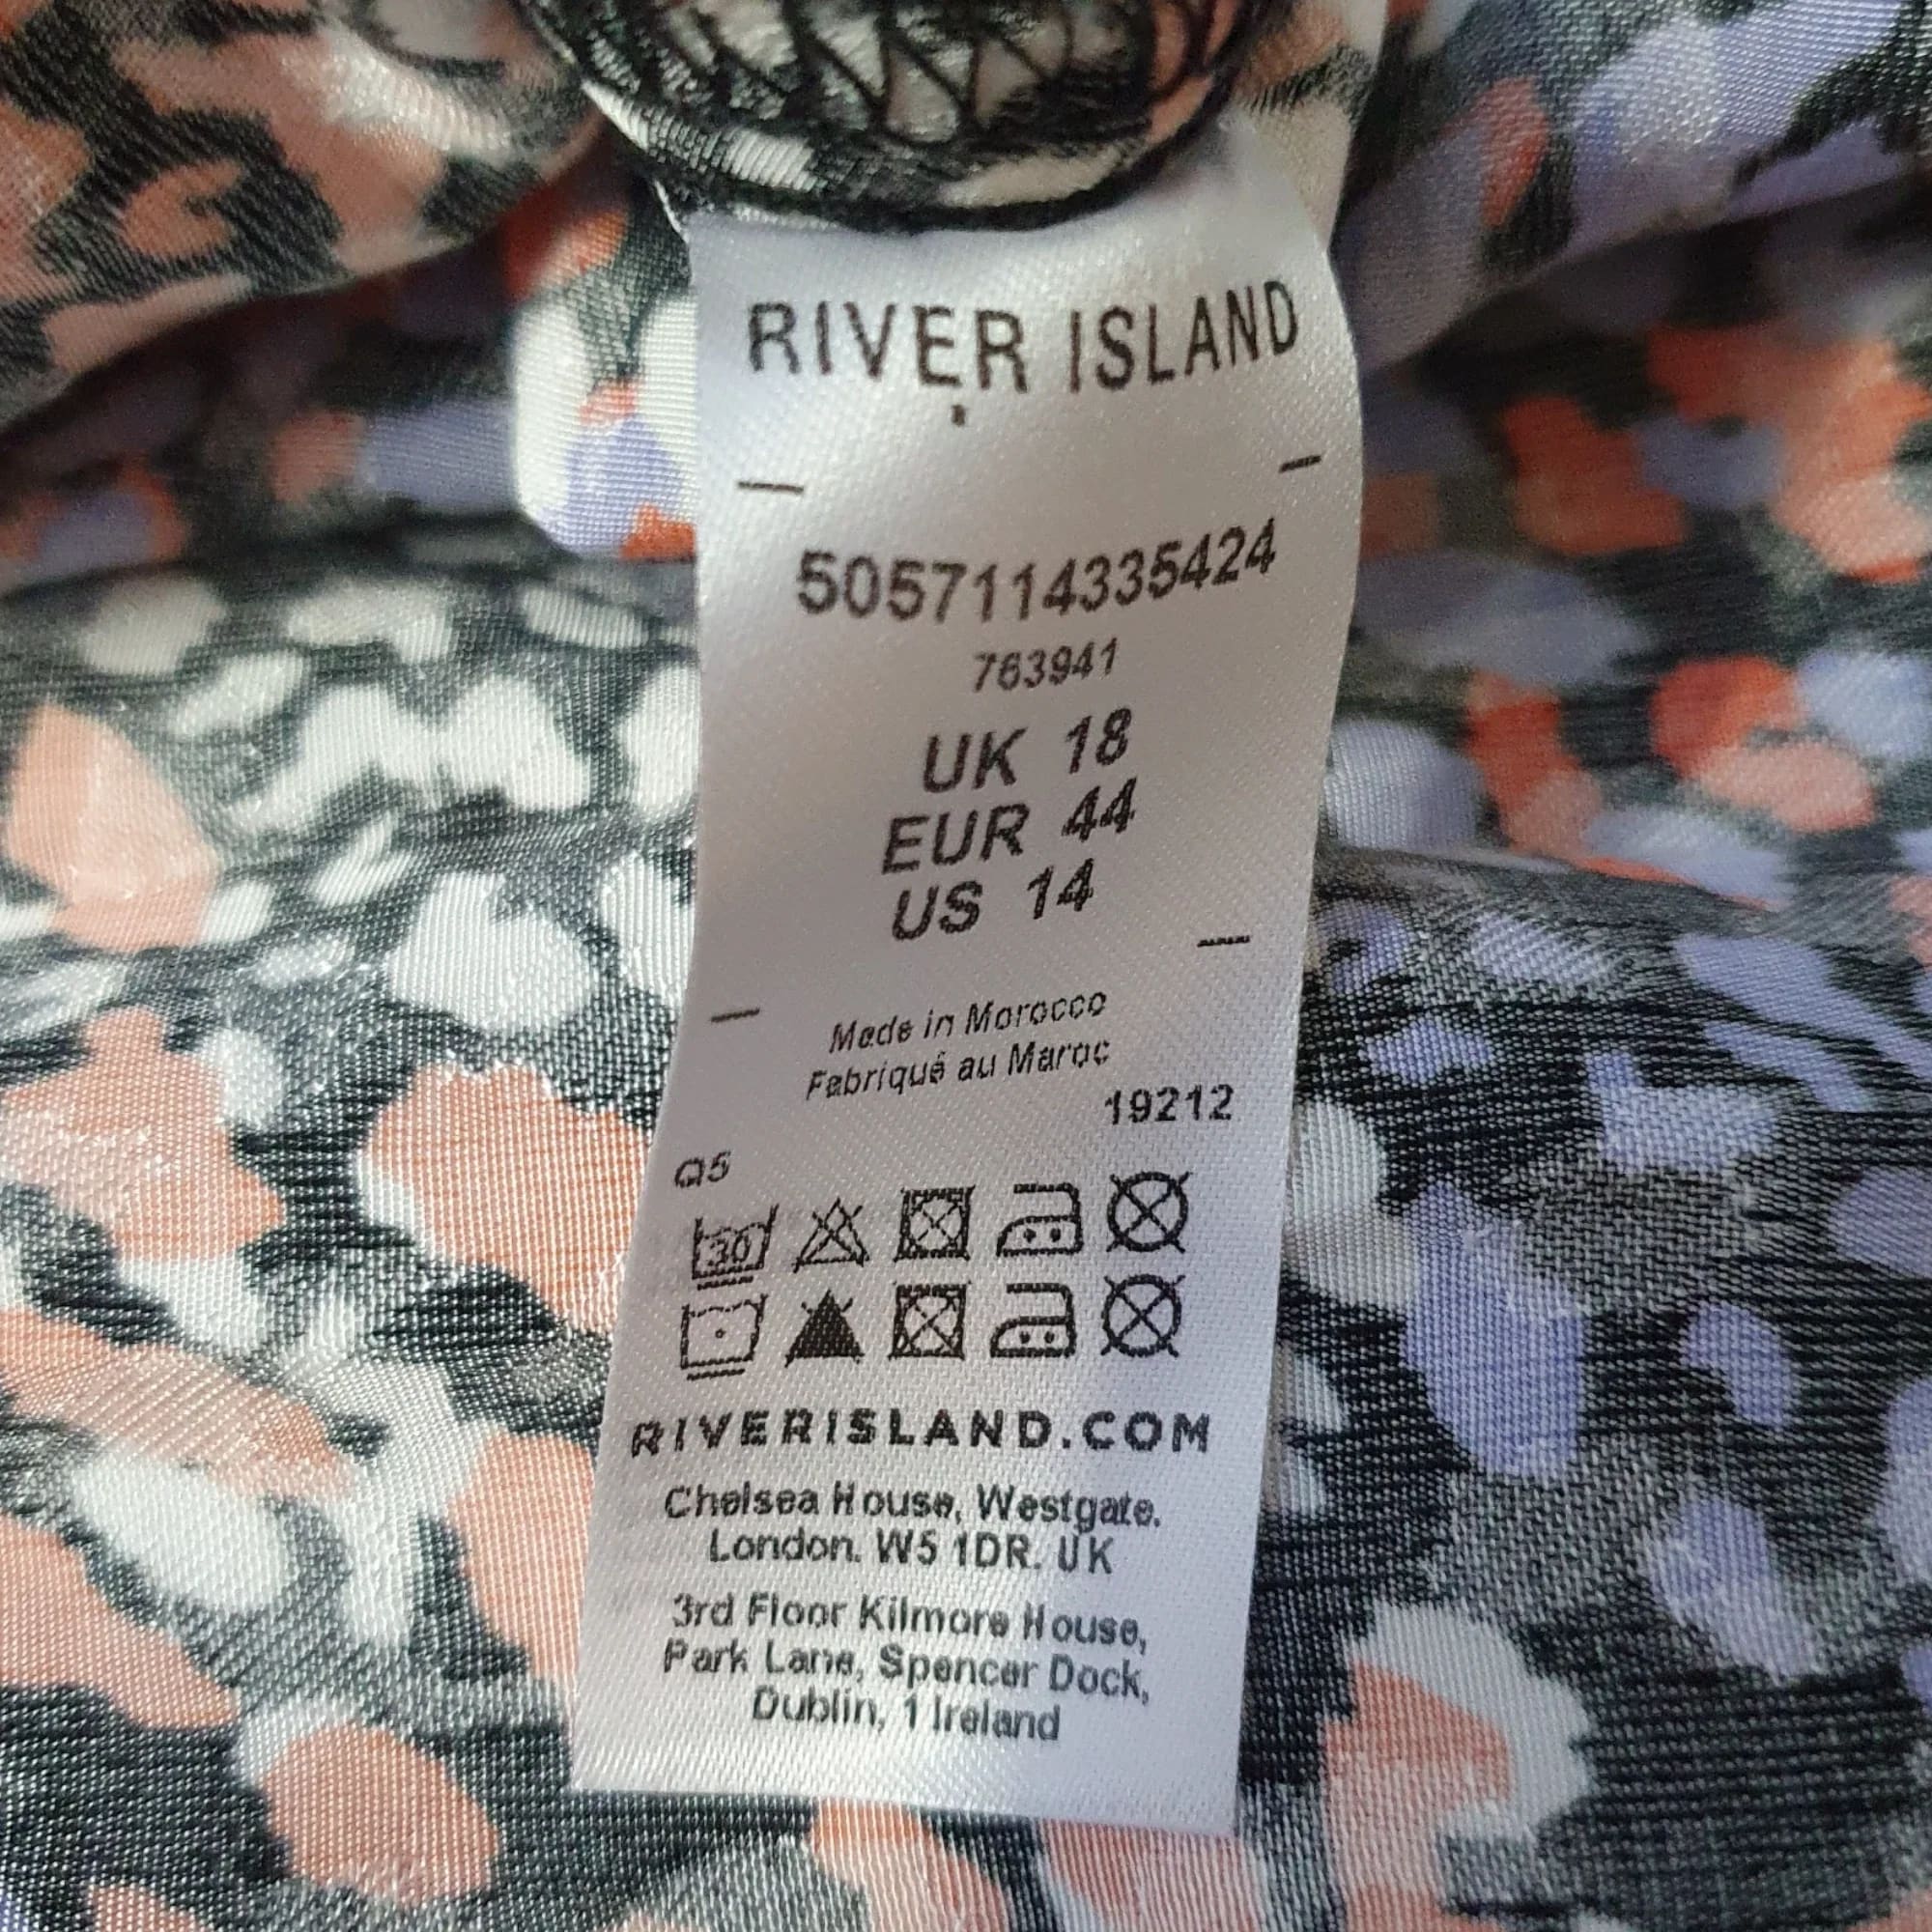 RIVER ISLAND
5057114335424
763941
UK 18
EUR 44
US 14
Made in Morocco
Fabriqué au Maroc
19212
Q5
30
RIVERISLAND.COM
Chelsea House, Westgate.
London. W5 1DR. UK
3rd Floor Kilmore House,
Park Lane, Spencer Dock,
Dublin, 1 Ireland